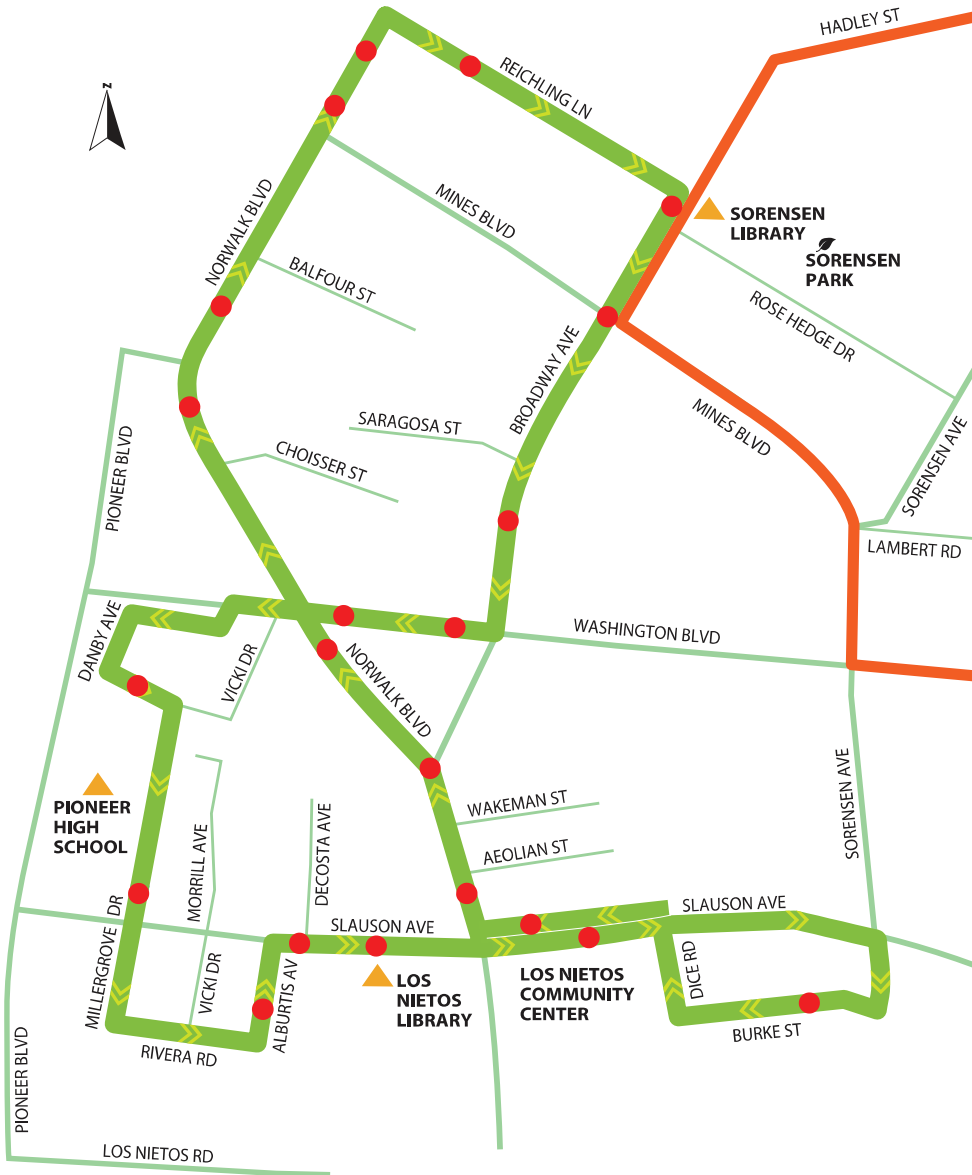 HADLEY ST
N
REICHLING LN
NORWALK BLVD
MINES BLVD
SORENSEN
LIBRARY
SORENSEN
PARK
BALFOUR ST
ROSE HEDGE DR
BROADWAY AVE
MINES BLVD
SARAGOSA ST
CHOISSER ST
PIONEER BLVD
SORENSEN AVE
LAMBERT RD
DANBY AVE
VICKI DR
NORWALK BLVD
WASHINGTON BLVD
SORENSEN AVE
PIONEER
HIGH
SCHOOL
WAKEMAN ST
AEOLIAN ST
MORRILL AVE
DECOSTA AVE
MILLERGROVE DR
VICKI DR
SLAUSON AVE
SLAUSON AVE
ALBURTIS AV
LOS
NIETOS
LIBRARY
LOS NIETOS
COMMUNITY
CENTER
DICE RD
BURKE ST
RIVERA RD
PIONEER BLVD
LOS NIETOS RD